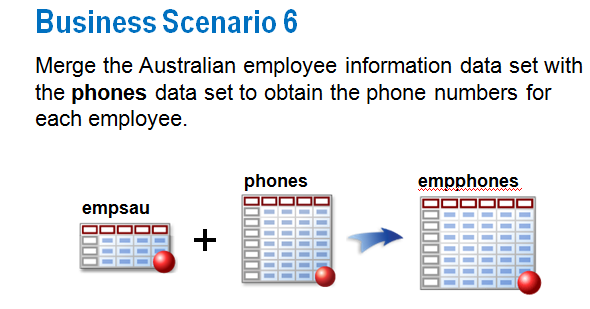 Business Scenario 6
Merge the Australian employee information data set with
the phones data set to obtain the phone numbers for
each employee.
phones
empphones
empsau
+